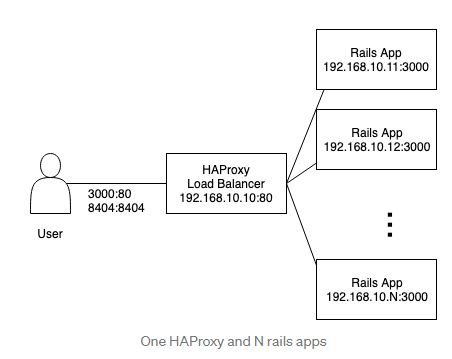 Rails App
192.168.10.11:3000
Rails App
192.168.10.12:3000
HAProxy
Load Balancer
192.168.10.10:80
3000:80
8404:8404
User
Rails App
192.168.10.N:3000
One HAProxy and N rails apps